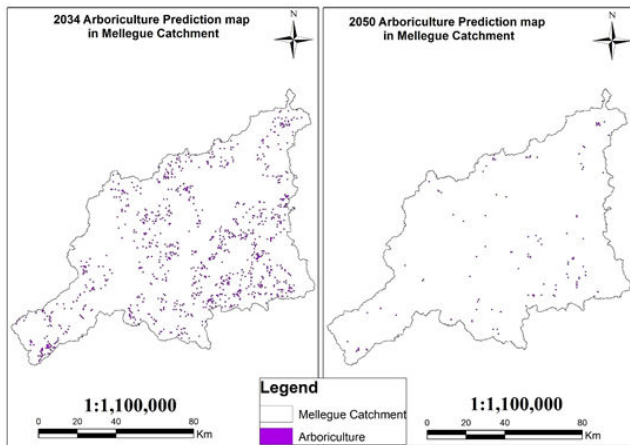 2034 Arboriculture Prediction map
in Mellegue Catchment
N
1:1,100,000
0 20 40 80
Km
2050 Arboriculture Prediction map
in Mellegue Catchment
N
1:1,100,000
0 20 40 80
Km
Legend
Mellegue Catchment
Arboriculture